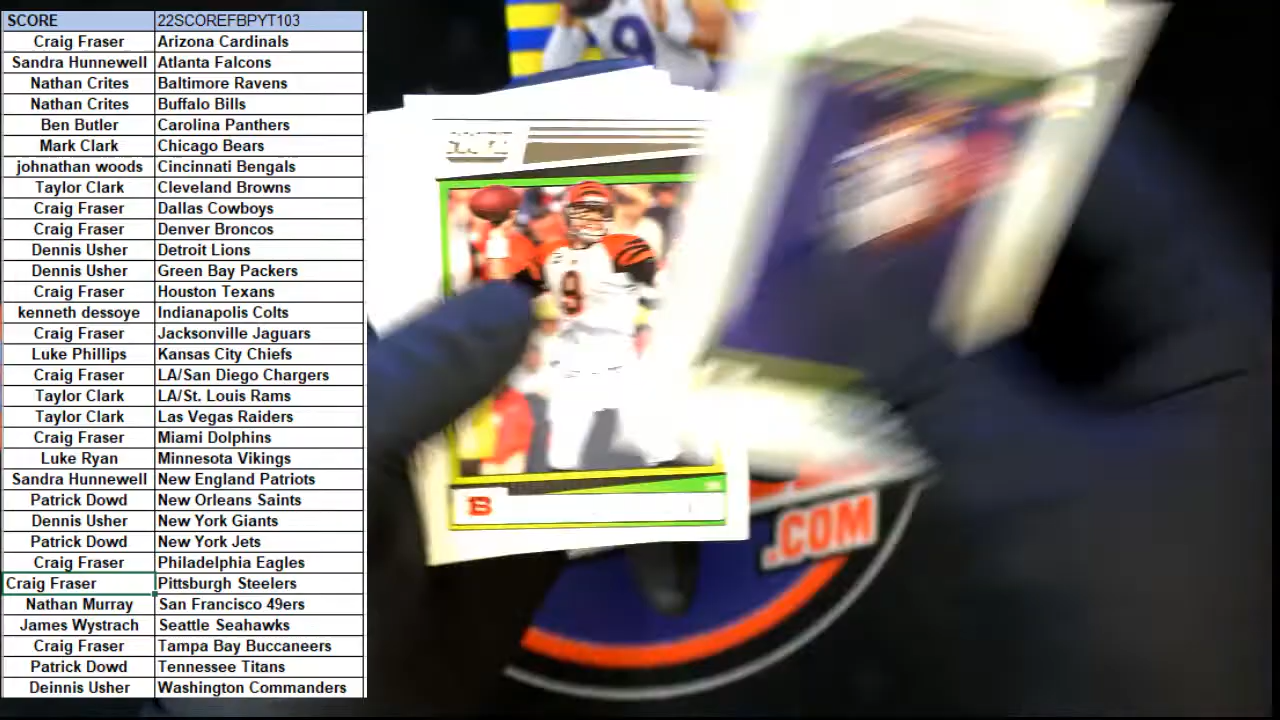 SCORE 22SCOREFBPYT103
Craig Fraser Arizona Cardinals
Sandra Hunnewell Atlanta Falcons
Nathan Crites Baltimore Ravens
Nathan Crites Buffalo Bills
Ben Butler Carolina Panthers
Mark Clark Chicago Bears
johnathan woods Cincinnati Bengals
Taylor Clark Cleveland Browns
Craig Fraser Dallas Cowboys
Craig Fraser Denver Broncos
Dennis Usher Detroit Lions
Dennis Usher Green Bay Packers
Craig Fraser Houston Texans
kenneth dessoye Indianapolis Colts
Craig Fraser Jacksonville Jaguars
Luke Phillips Kansas City Chiefs
Craig Fraser LA/San Diego Chargers
Taylor Clark LA/St. Louis Rams
Taylor Clark Las Vegas Raiders
Craig Fraser Miami Dolphins
Luke Ryan Minnesota Vikings
Sandra Hunnewell New England Patriots
Patrick Dowd New Orleans Saints
Dennis Usher New York Giants
Patrick Dowd New York Jets
Craig Fraser Philadelphia Eagles
Craig Fraser Pittsburgh Steelers
Nathan Murray San Francisco 49ers
James Wystrach Seattle Seahawks
Craig Fraser Tampa Bay Buccaneers
Patrick Dowd Tennessee Titans
Deinnis Usher Washington Commanders
9
SCORE
9
B
.COM